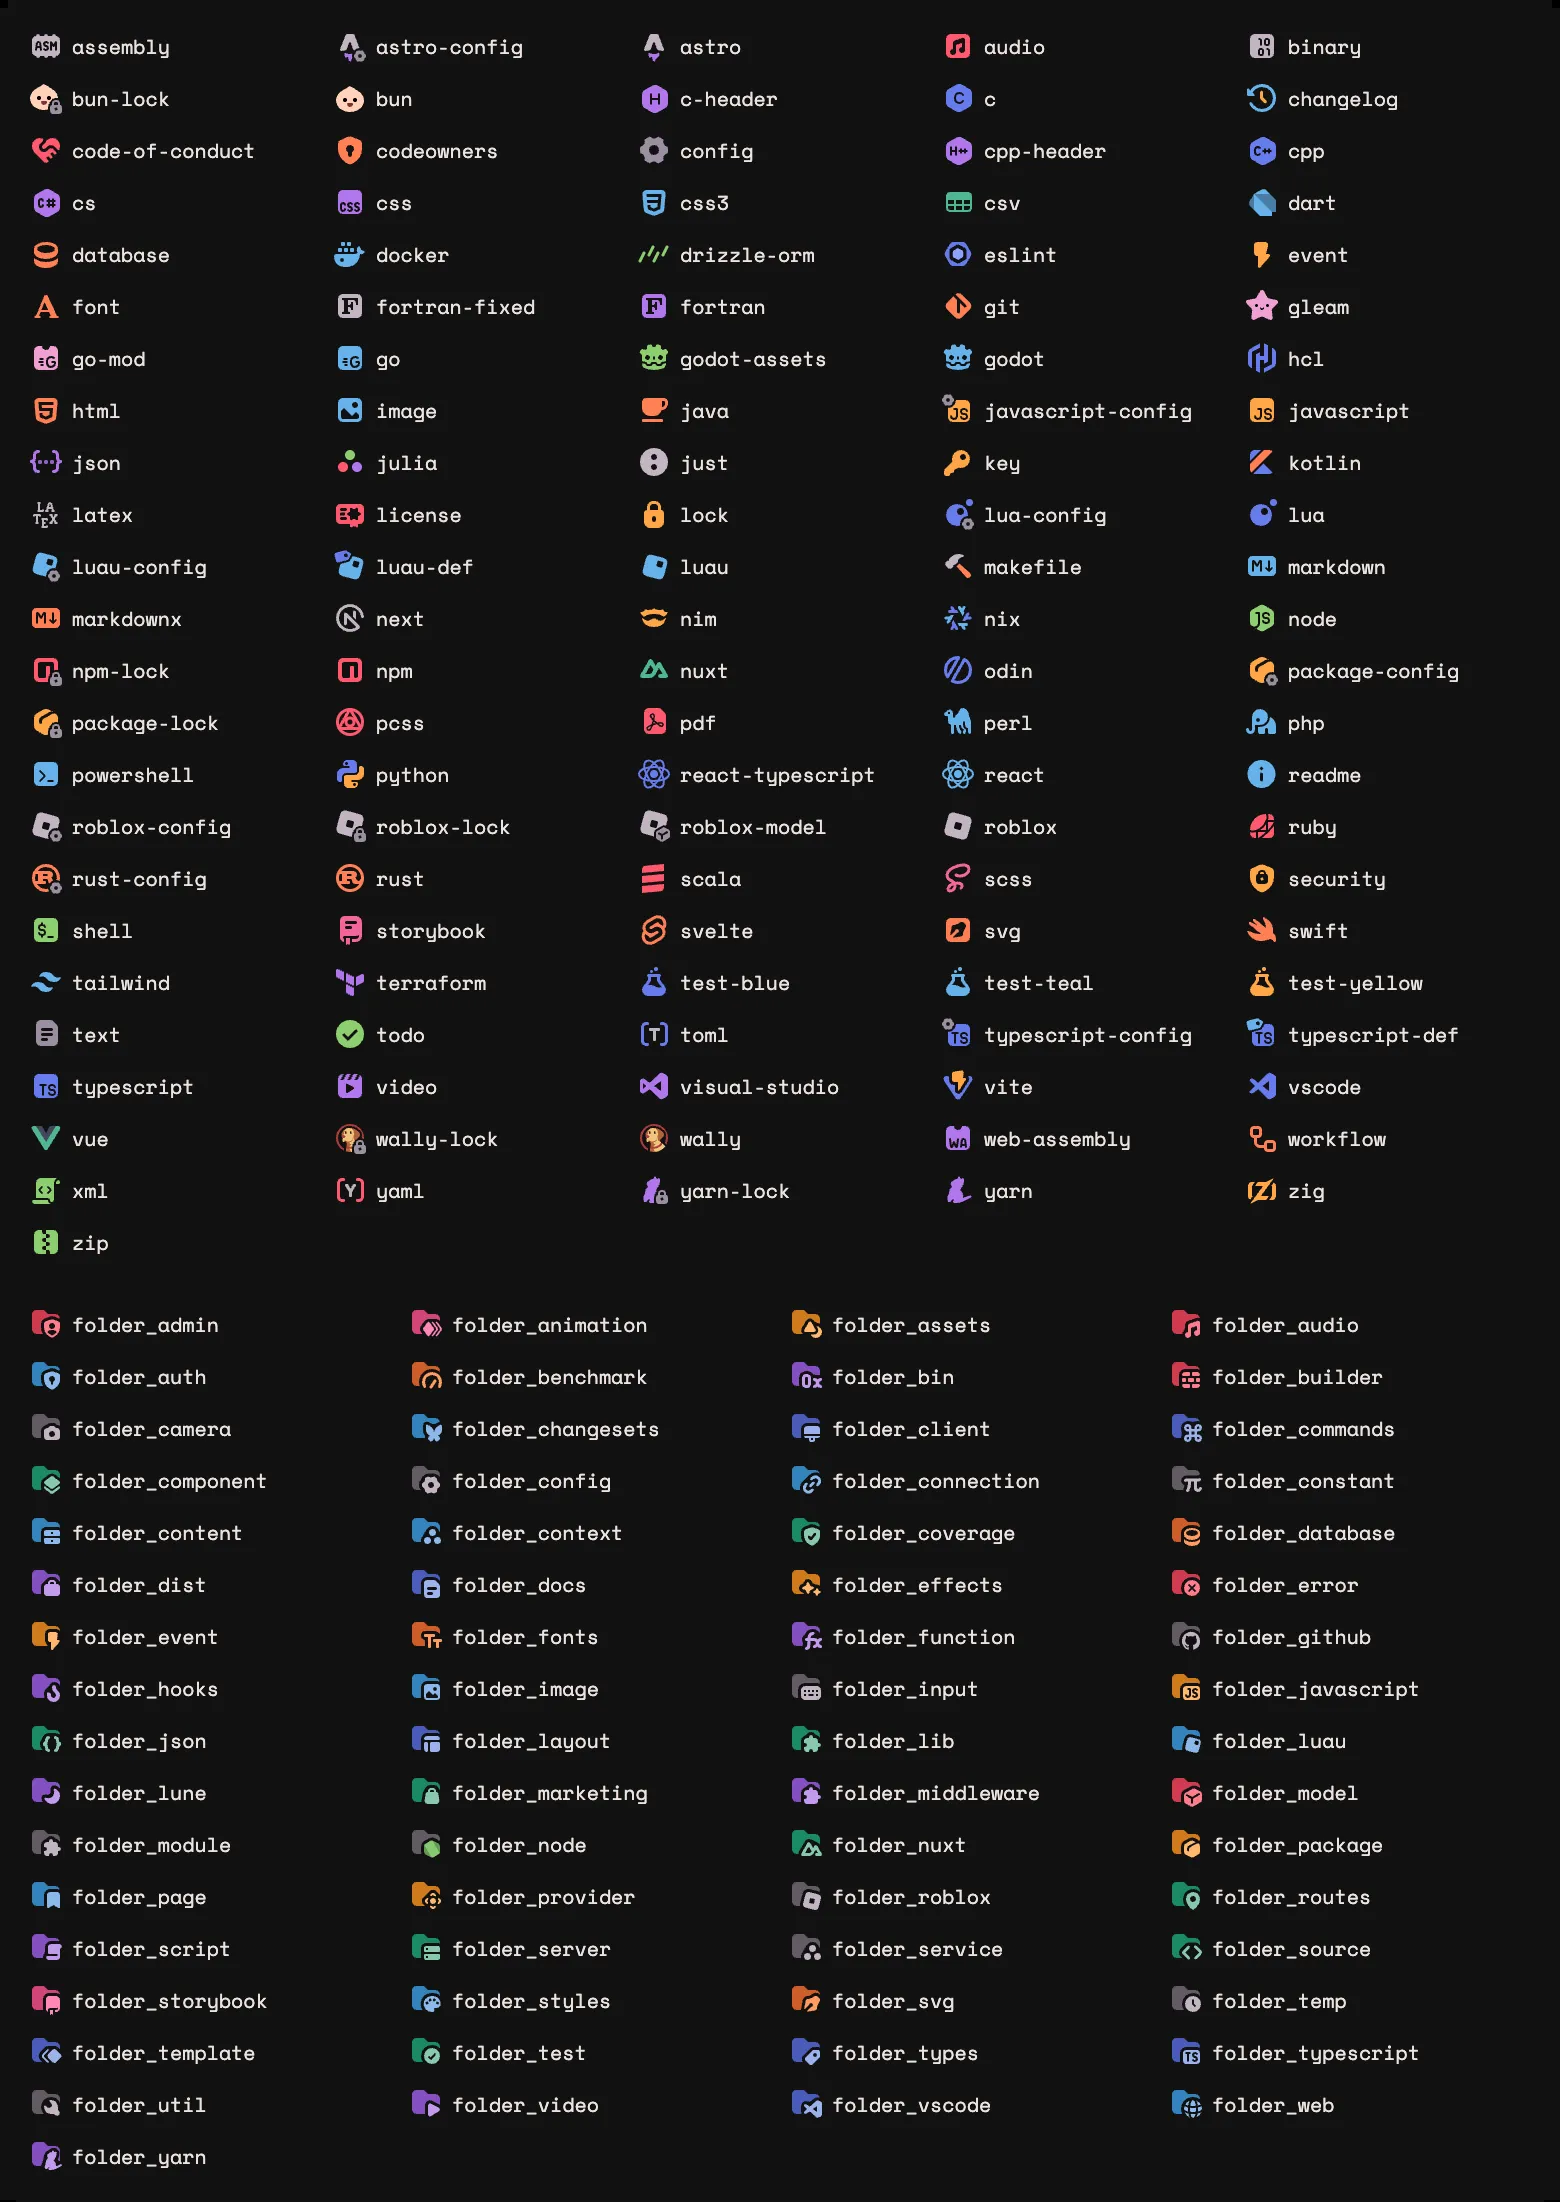 assembly astro-config astro audio binary
bun-lock bun c-header c changelog
code-of-conduct codeowners config cpp-header cpp
cs css css3 csv dart
database docker drizzle-orm eslint event
font fortran-fixed fortran git gleam
go-mod go godot-assets godot hcl
html image java javascript-config javascript
json julia just key kotlin
latex license lock lua-config lua
luau-config luau-def luau makefile markdown
markdownx next nim nix node
npm-lock npm nuxt odin package-config
package-lock pcss pdf perl php
powershell python react-typescript react readme
roblox-config roblox-lock roblox-model roblox ruby
rust-config rust scala scss security
shell storybook svelte svg swift
tailwind terraform test-blue test-teal test-yellow
text todo toml typescript-config typescript-def
typescript video visual-studio vite vscode
vue wally-lock wally web-assembly workflow
xml yaml yarn-lock yarn zig
zip
folder_admin folder_animation folder_assets folder_audio
folder_auth folder_benchmark folder_bin folder_builder
folder_camera folder_changesets folder_client folder_commands
folder_component folder_config folder_connection folder_constant
folder_content folder_context folder_coverage folder_database
folder_dist folder_docs folder_effects folder_error
folder_event folder_fonts folder_function folder_github
folder_hooks folder_image folder_input folder_javascript
folder_json folder_layout folder_lib folder_luau
folder_lune folder_marketing folder_middleware folder_model
folder_module folder_node folder_nuxt folder_package
folder_page folder_provider folder_roblox folder_routes
folder_script folder_server folder_service folder_source
folder_storybook folder_styles folder_svg folder_temp
folder_template folder_test folder_types folder_typescript
folder_util folder_video folder_vscode folder_web
folder_yarn